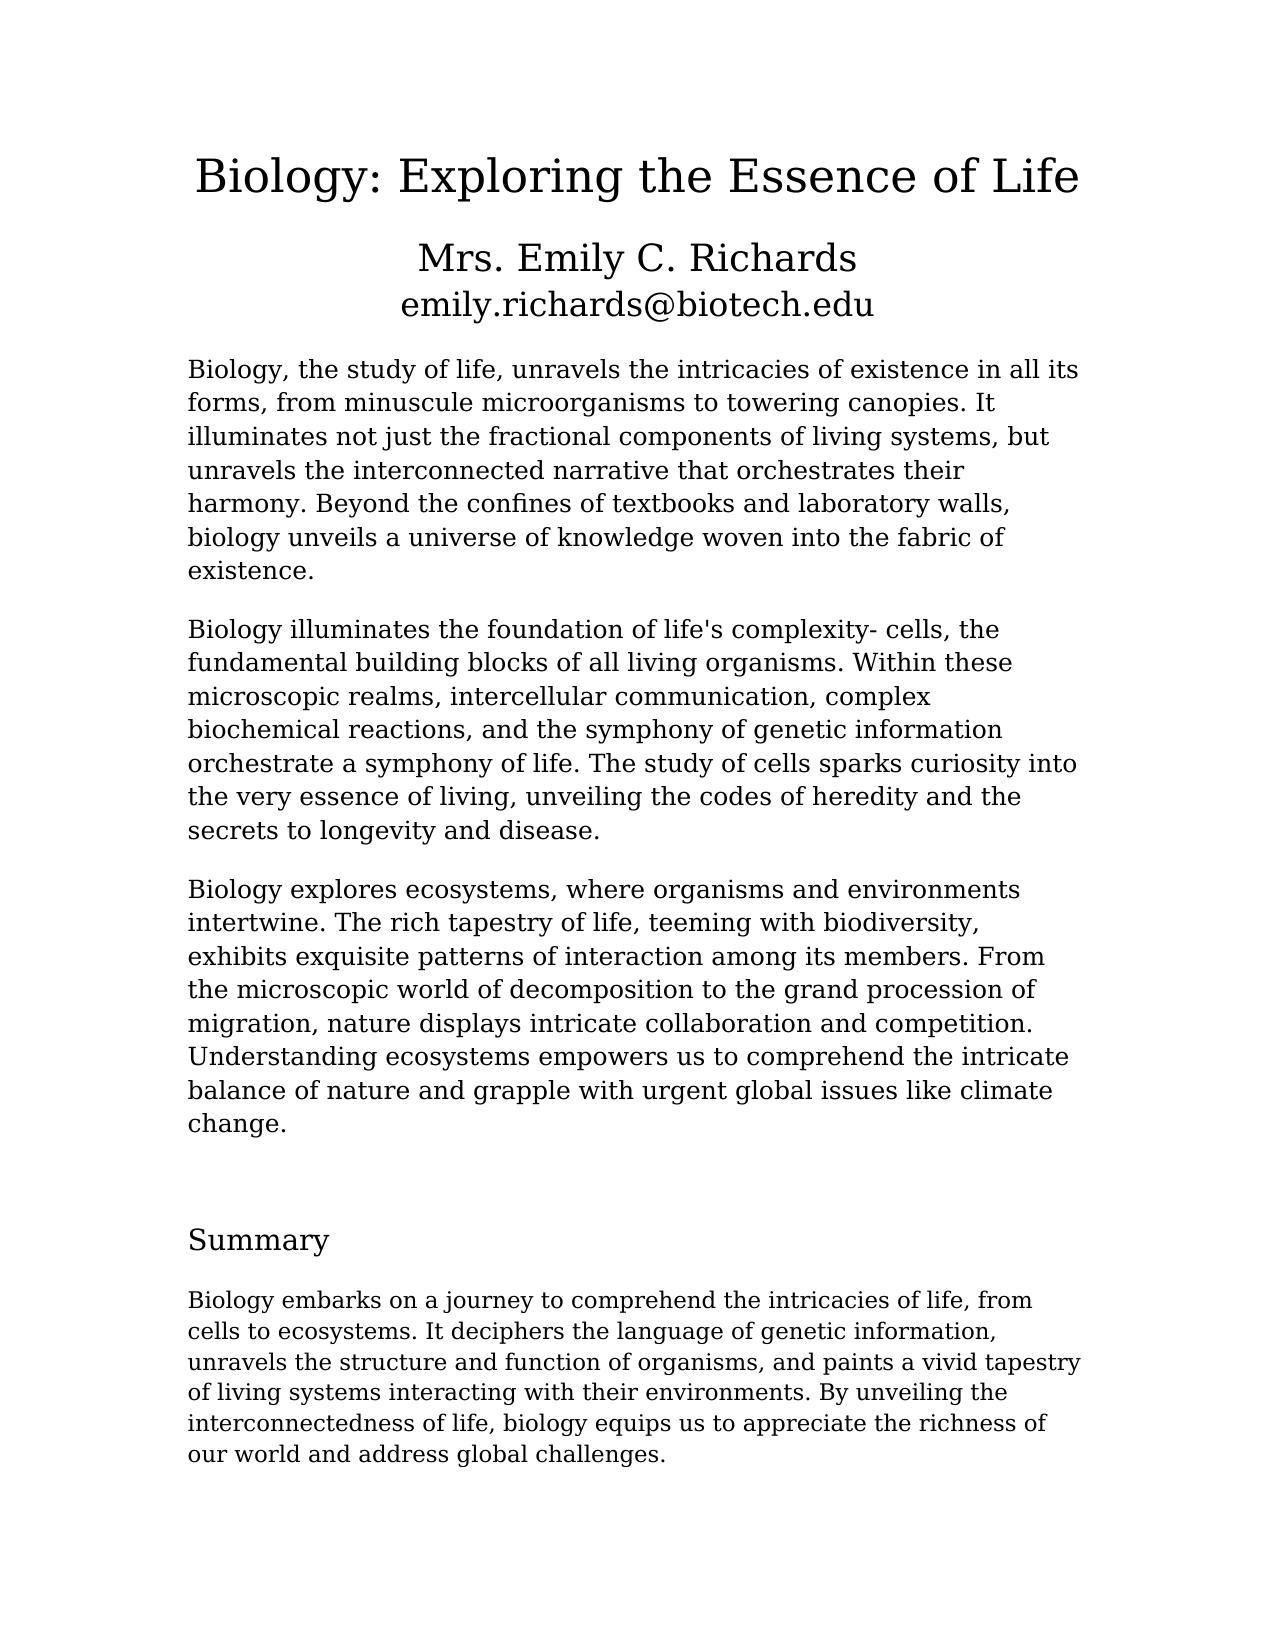 Biology: Exploring the Essence of Life
Mrs. Emily C. Richards
emily.richards@biotech.edu
Biology, the study of life, unravels the intricacies of existence in all its
forms, from minuscule microorganisms to towering canopies. It
illuminates not just the fractional components of living systems, but
unravels the interconnected narrative that orchestrates their
harmony. Beyond the confines of textbooks and laboratory walls,
biology unveils a universe of knowledge woven into the fabric of
existence.
Biology illuminates the foundation of life's complexity- cells, the
fundamental building blocks of all living organisms. Within these
microscopic realms, intercellular communication, complex
biochemical reactions, and the symphony of genetic information
orchestrate a symphony of life. The study of cells sparks curiosity into
the very essence of living, unveiling the codes of heredity and the
secrets to longevity and disease.
Biology explores ecosystems, where organisms and environments
intertwine. The rich tapestry of life, teeming with biodiversity,
exhibits exquisite patterns of interaction among its members. From
the microscopic world of decomposition to the grand procession of
migration, nature displays intricate collaboration and competition.
Understanding ecosystems empowers us to comprehend the intricate
balance of nature and grapple with urgent global issues like climate
change.
Summary
Biology embarks on a journey to comprehend the intricacies of life, from
cells to ecosystems. It deciphers the language of genetic information,
unravels the structure and function of organisms, and paints a vivid tapestry
of living systems interacting with their environments. By unveiling the
interconnectedness of life, biology equips us to appreciate the richness of
our world and address global challenges.